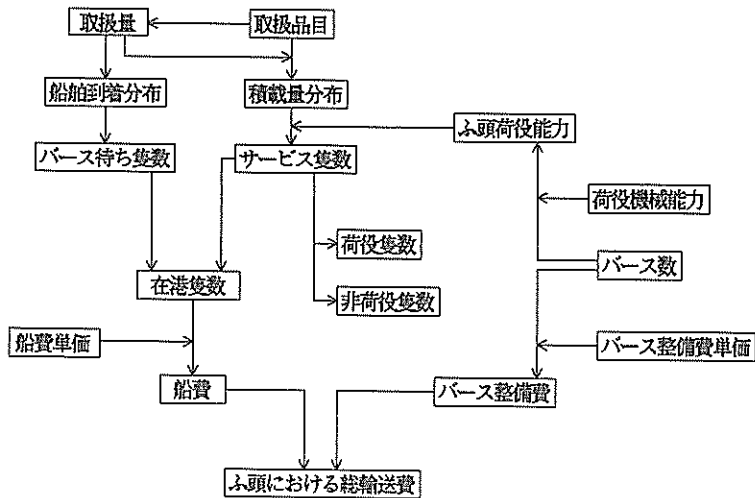 取扱量
取扱品目
船舶到着分布
積載量分布
ふ頭荷役能力
バース待ち隻数
サービス隻数
荷役機械能力
荷役隻数
バース数
在港隻数
非荷役隻数
船費単価
バース整備費単価
船費
バース整備費
ふ頭における総輸送費